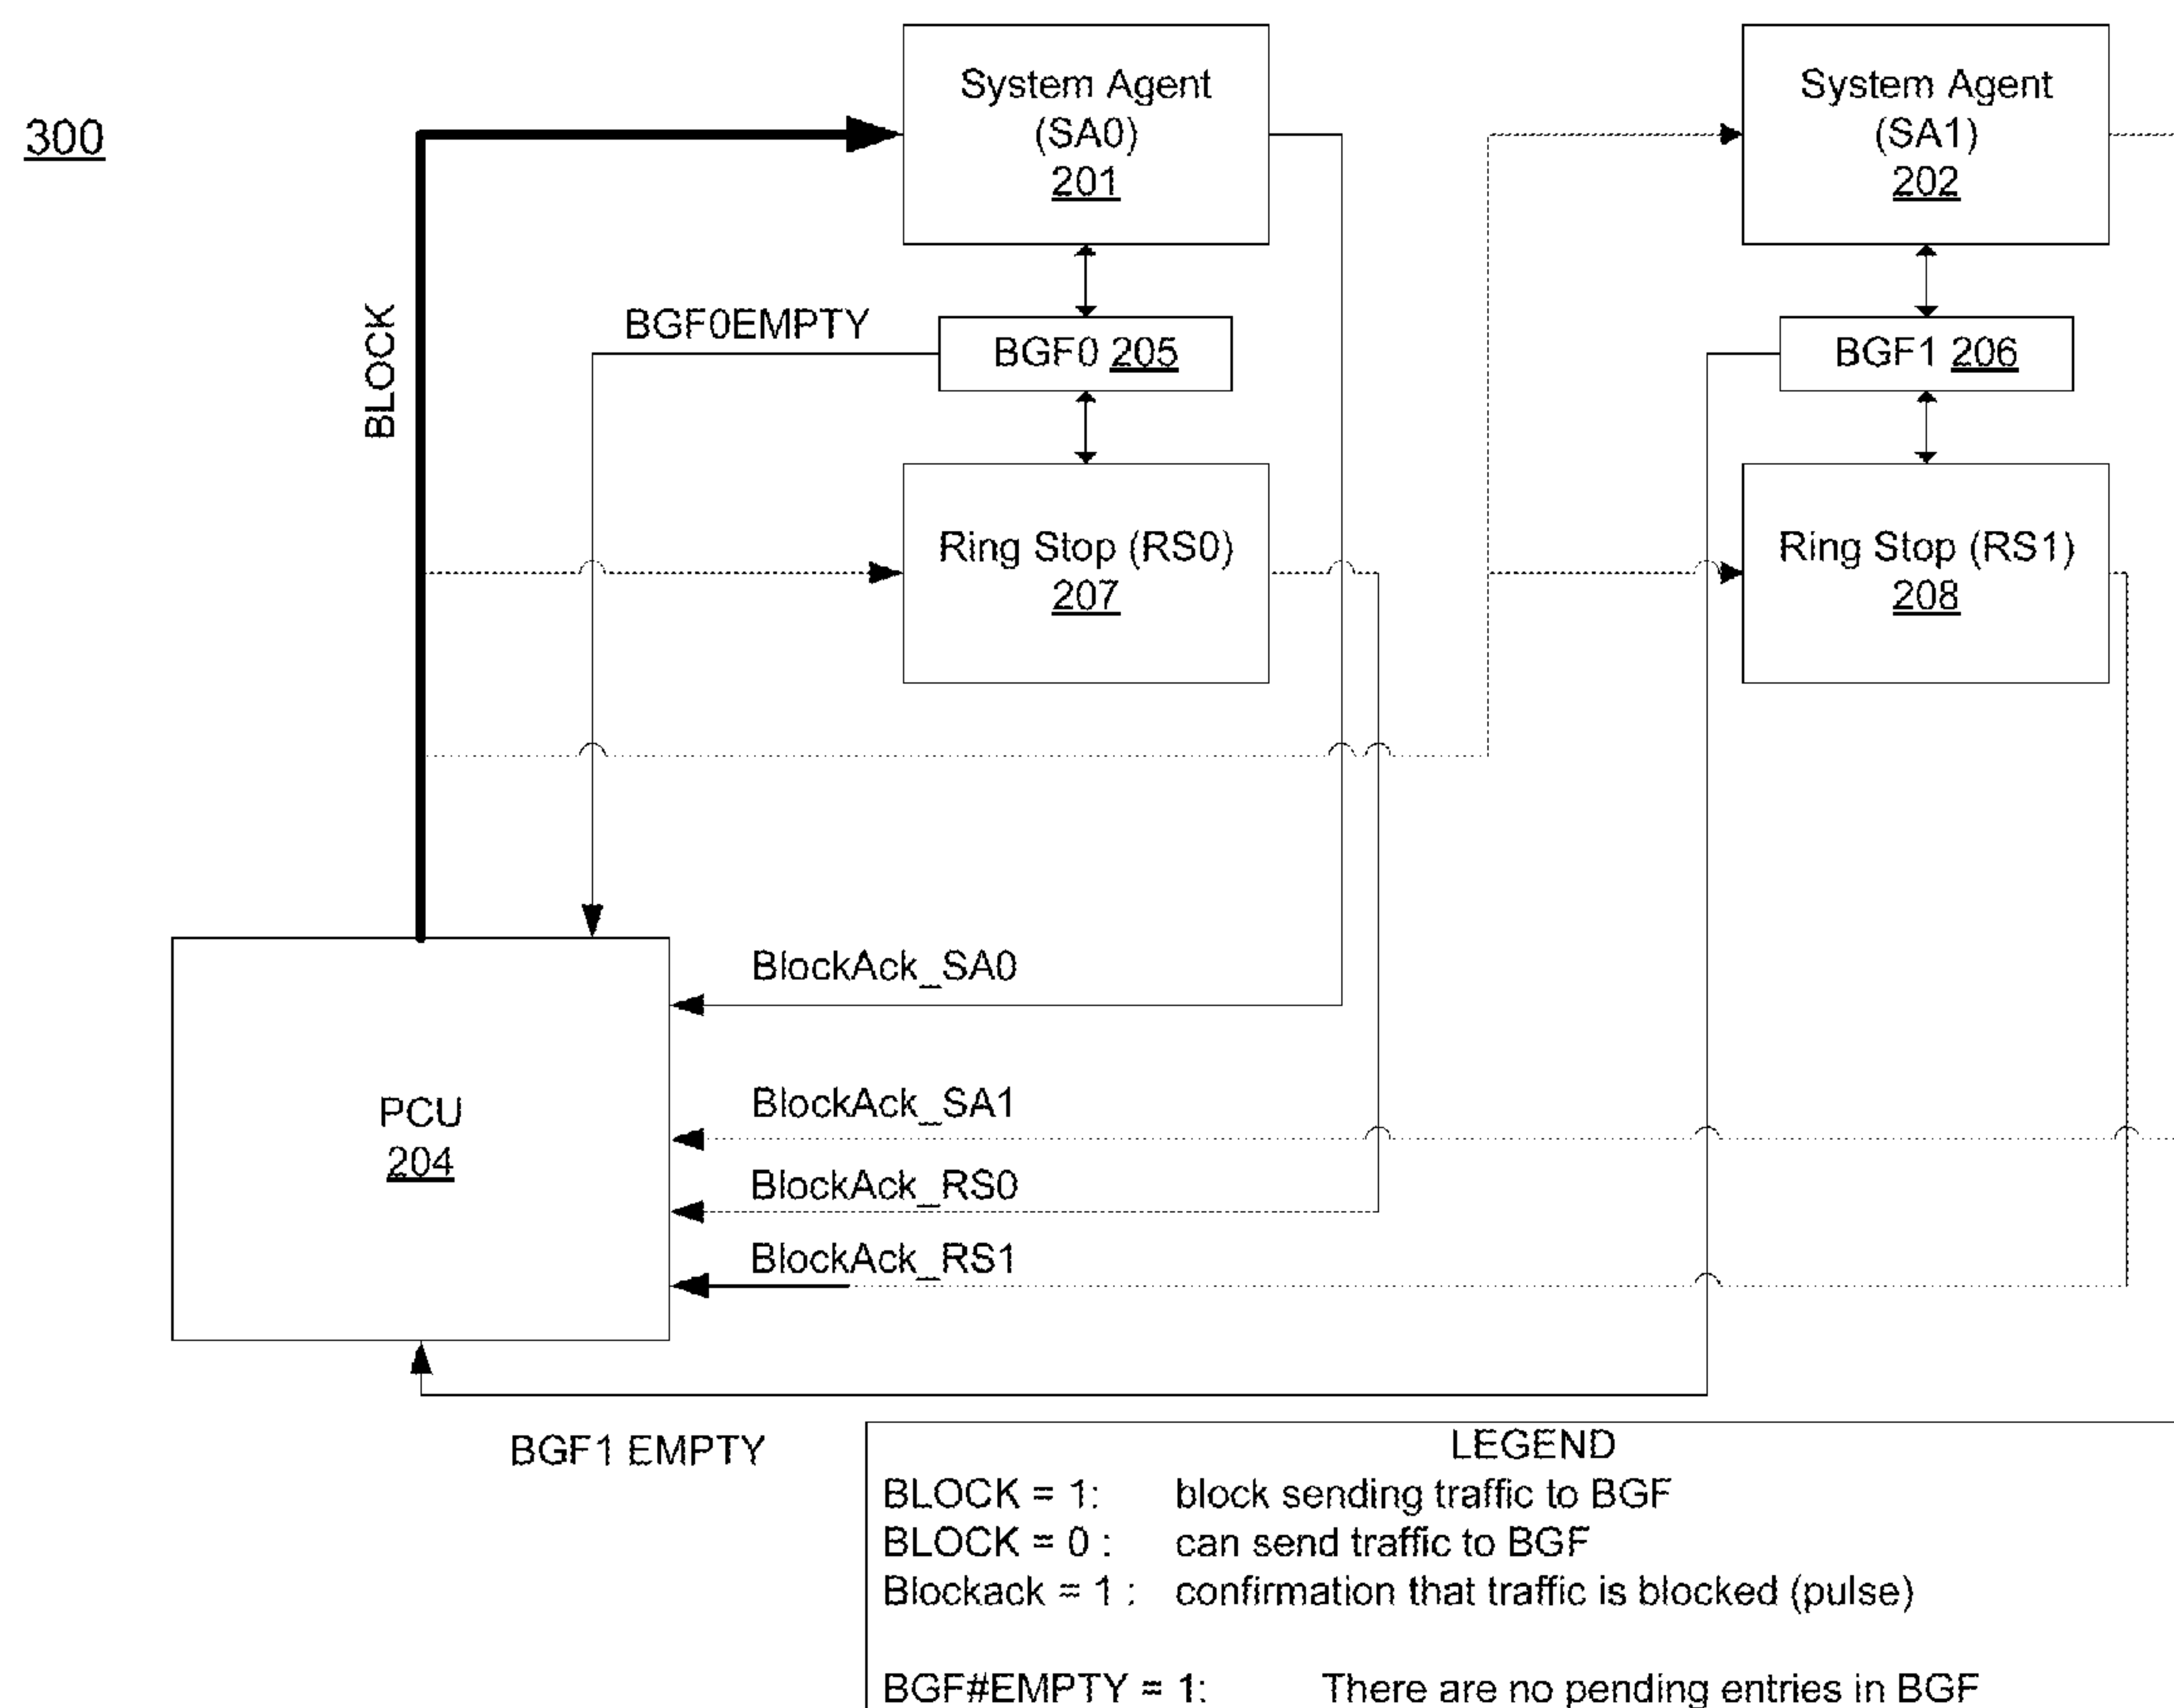 300
System Agent
(SA0)
201
System Agent
(SA1)
202
BLOCK
BGF0EMPTY
BGF0 205
BGF1 206
Ring Stop (RS0)
207
Ring Stop (RS1)
208
BlockAck_SA0
BlockAck_SA1
BlockAck_RS0
BlockAck_RS1
PCU
204
BGF1 EMPTY
LEGEND
BLOCK = 1: block sending traffic to BGF
BLOCK = 0 : can send traffic to BGF
Blockack = 1 : confirmation that traffic is blocked (pulse)
BGF#EMPTY = 1: There are no pending entries in BGF